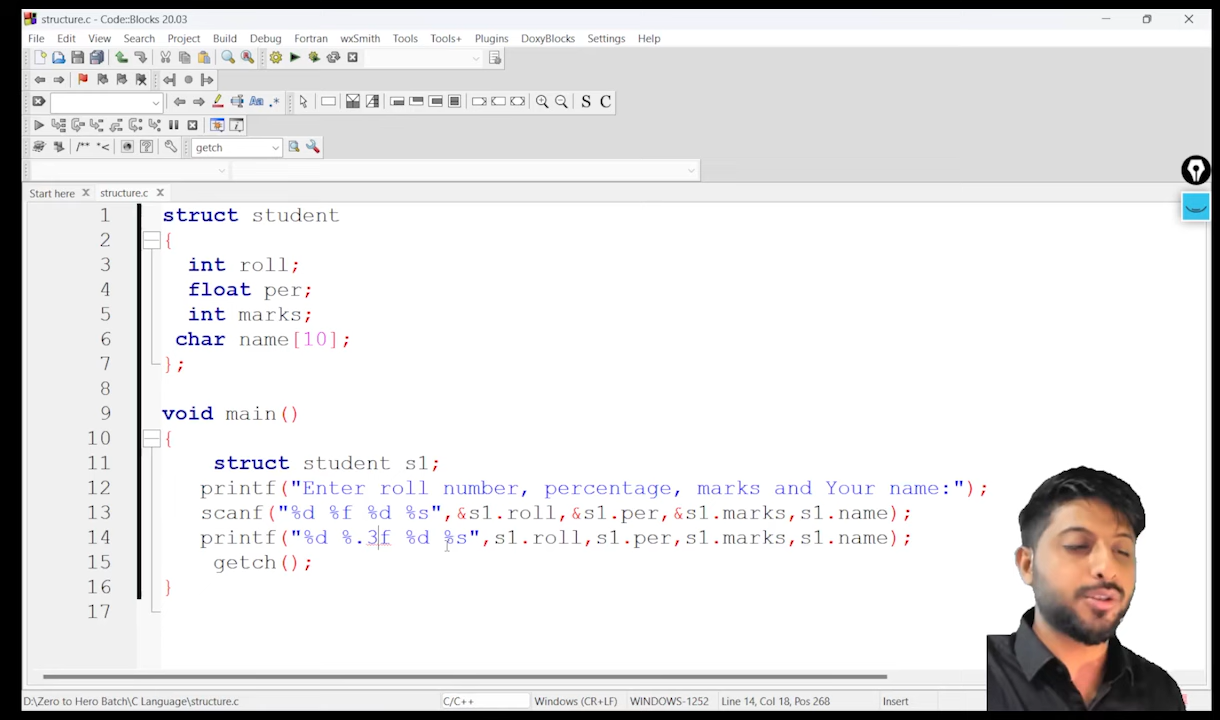 structure.c - Code::Blocks 20.03
File Edit View Search Project Build Debug Fortran wxSmith Tools Tools+ Plugins DoxyBlocks Settings Help
S C
/** *<
getch
Start here structure.c
1 struct student
2 {
3 int roll;
4 float per;
5 int marks;
6 char name[10];
7 };
8
9 void main()
10 {
11 struct student s1;
12 printf("Enter roll number, percentage, marks and Your name:");
13 scanf("%d %f %d %s",&s1.roll,&s1.per,&s1.marks,s1.name);
14 printf("%d %.3f %d %s",s1.roll,s1.per,s1.marks,s1.name);
15 getch();
16 }
17
D:\Zero to Hero Batch\C Language\structure.c C/C++ Windows (CR+LF) WINDOWS-1252 Line 14, Col 18, Pos 268 Insert